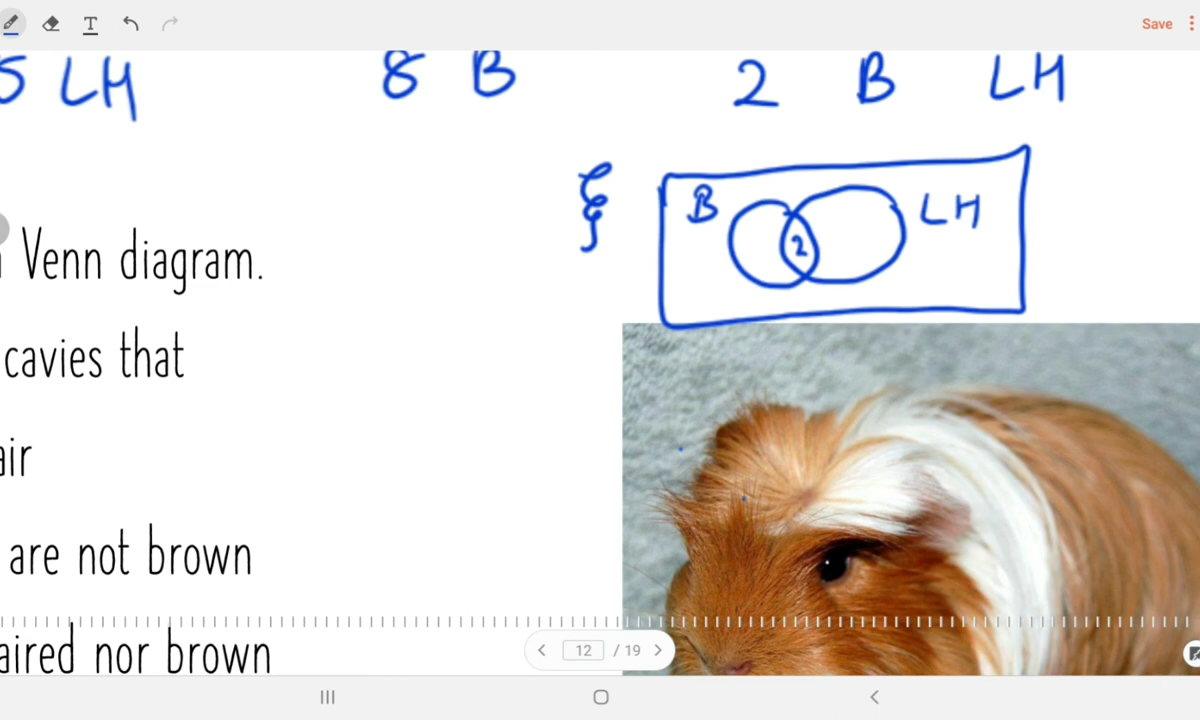 Save
5 LH 8 B 2 B LH
ξ B 2 LH
Venn diagram.
cavies that
air
are not brown
aired nor brown
12 / 19